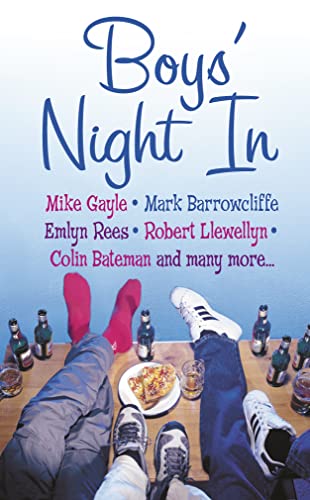 Boys'
Night In
Mike Gayle • Mark Barrowcliffe
Emlyn Rees • Robert Llewellyn •
Colin Bateman and many more...